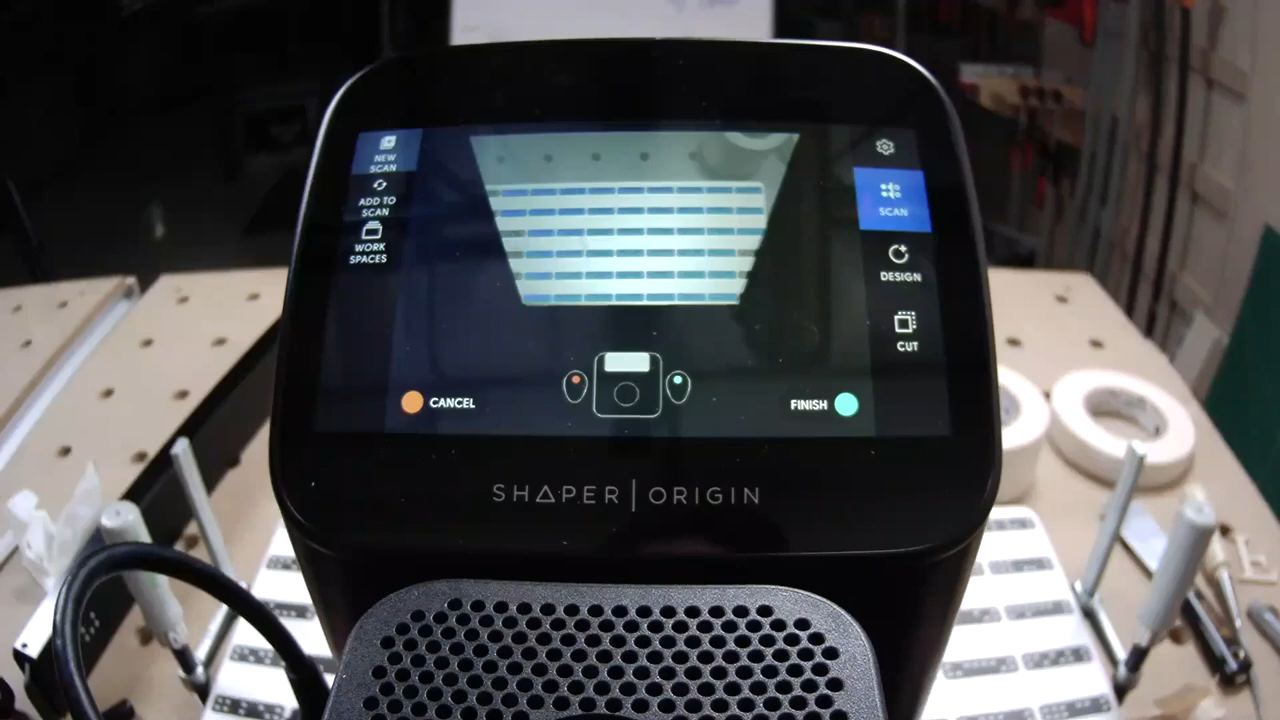 NEW
SCAN
ADD TO
SCAN
WORK
SPACES
SCAN
DESIGN
CUT
CANCEL
FINISH
SHAPER | ORIGIN